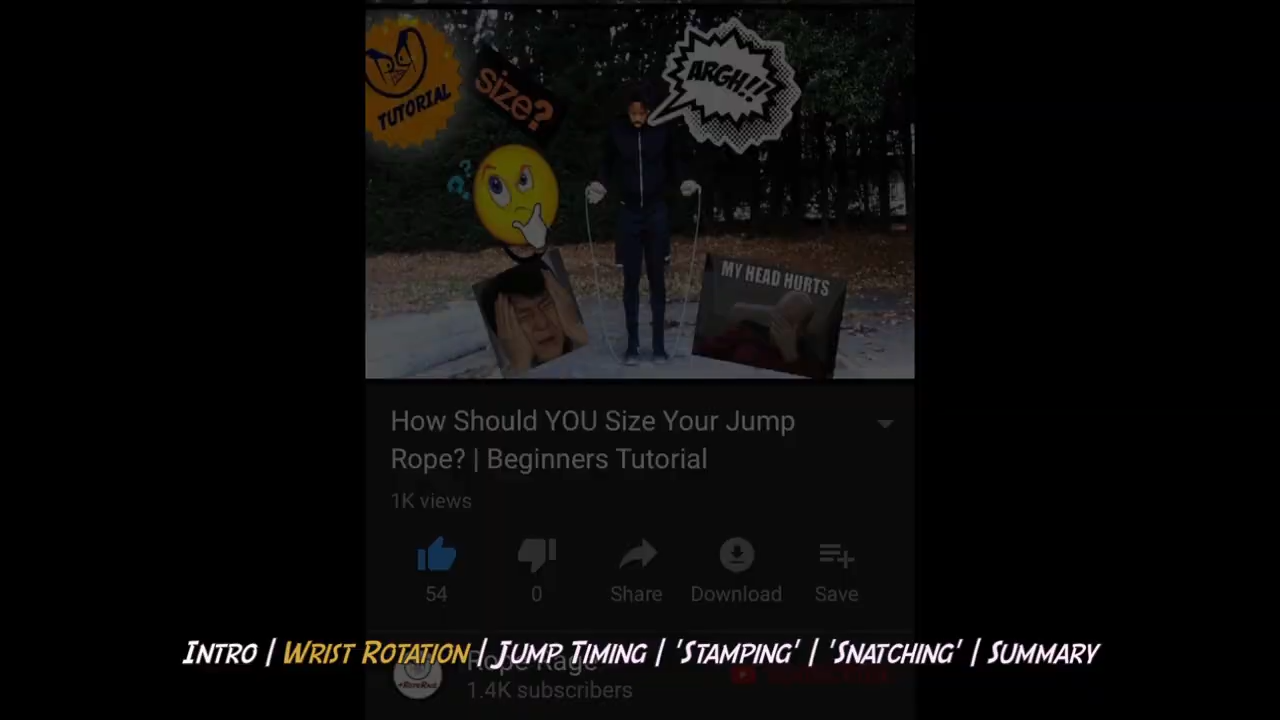 TUTORIAL
size?
ARGH!!
??
MY HEAD HURTS
How Should YOU Size Your Jump
Rope? | Beginners Tutorial
1K views
54
0
Share
Download
Save
INTRO | WRIST ROTATION | JUMP TIMING | 'STAMPING' | 'SNATCHING' | SUMMARY
Rope Rage
1.4K subscribers